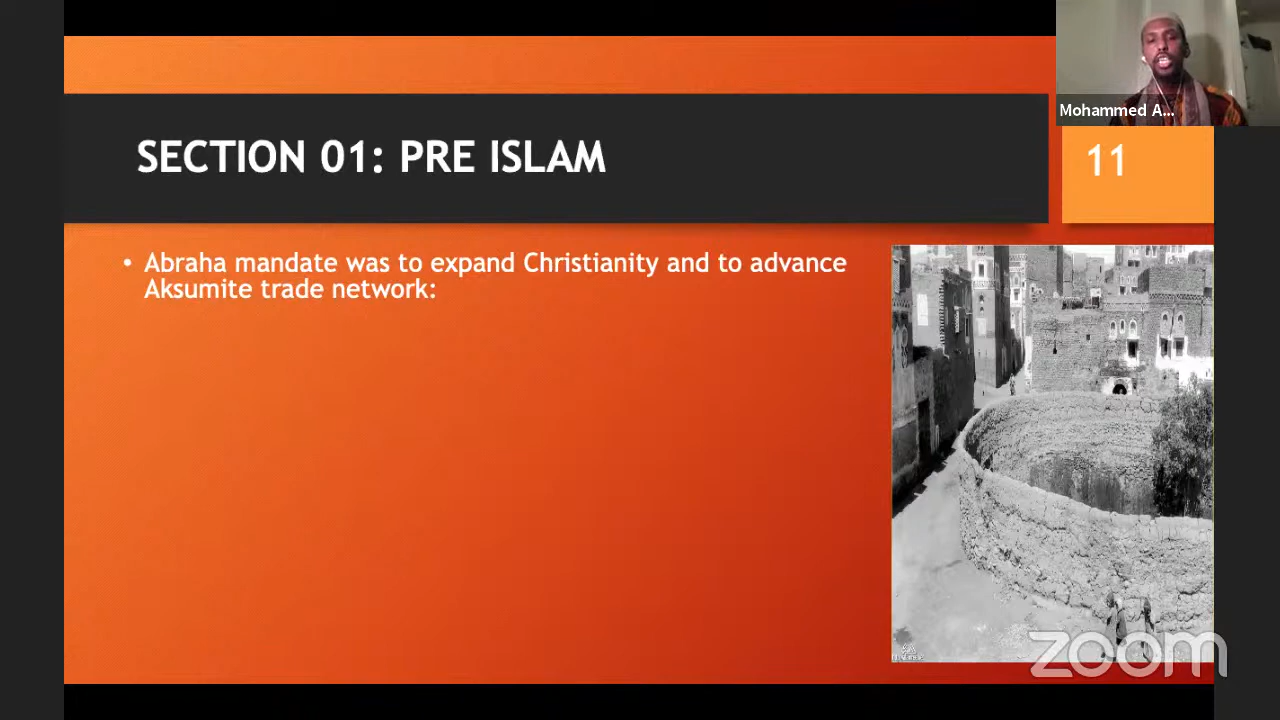 SECTION 01: PRE ISLAM
11
Mohammed A...
• Abraha mandate was to expand Christianity and to advance
Aksumite trade network:
zoom